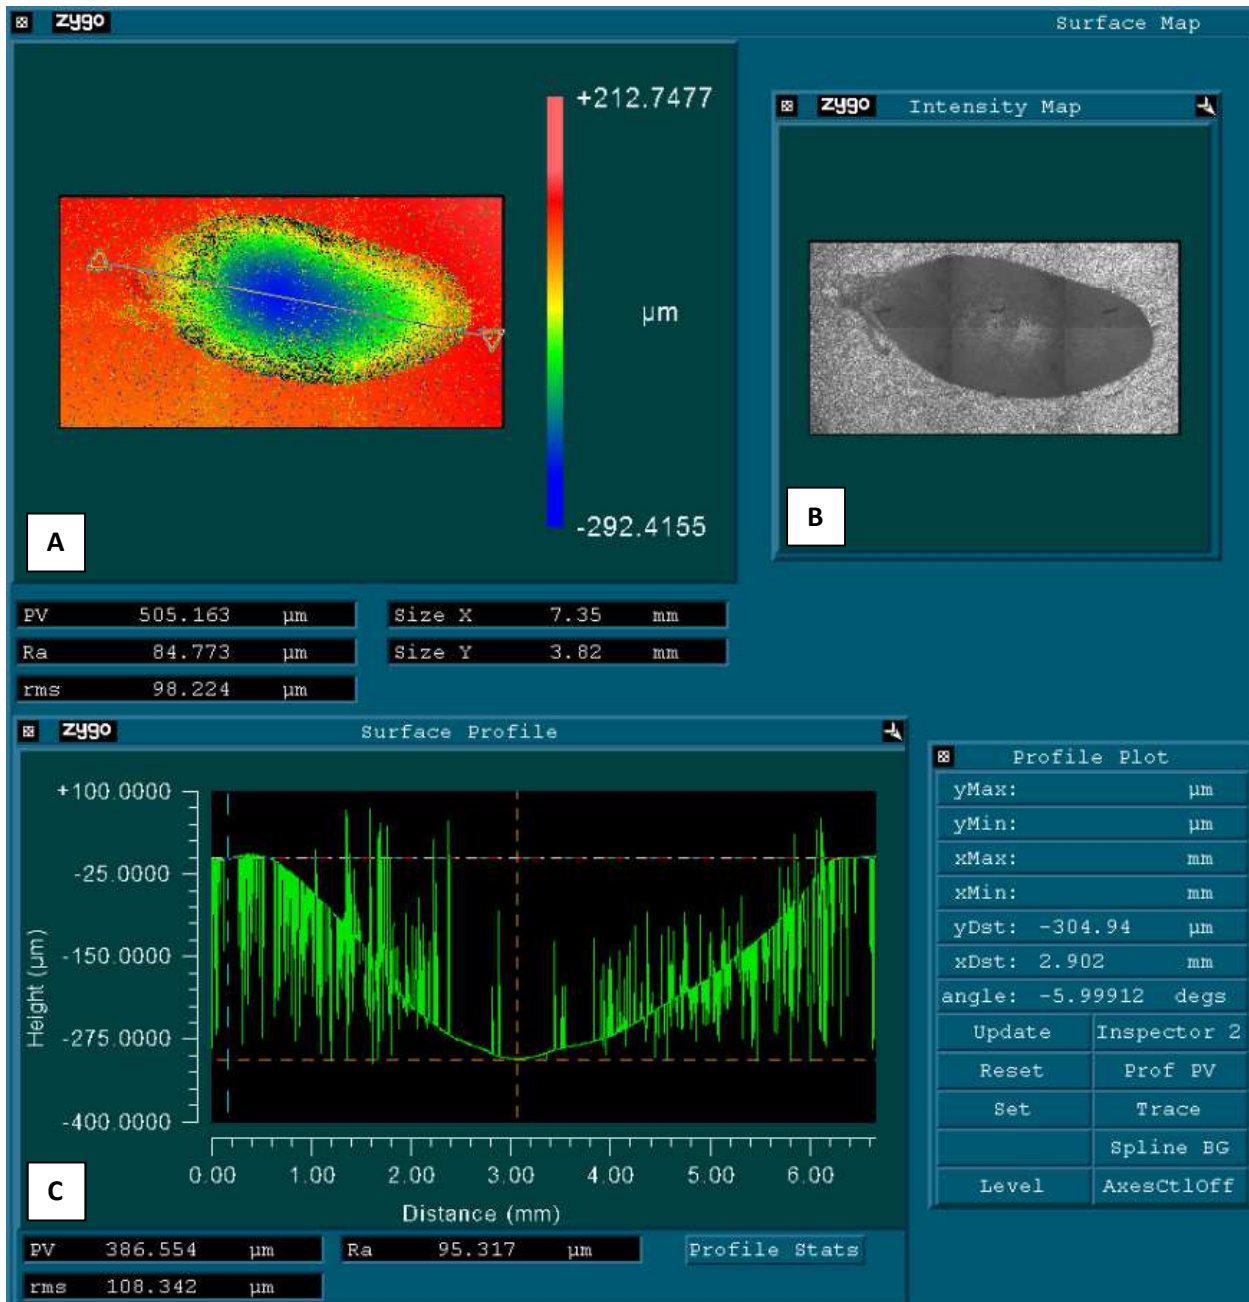 zygo Surface Map
+212.7477
µm
-292.4155
A
zygo Intensity Map
B
PV 505.163 µm Size X 7.35 mm
Ra 84.773 µm Size Y 3.82 mm
rms 98.224 µm
zygo Surface Profile
+100.0000
-25.0000
-150.0000
-275.0000
-400.0000
Height (µm)
0.00 1.00 2.00 3.00 4.00 5.00 6.00
Distance (mm)
C
PV 386.554 µm Ra 95.317 µm Profile Stats
rms 108.342 µm
Profile Plot
yMax: µm
yMin: µm
xMax: mm
xMin: mm
yDst: -304.94 µm
xDst: 2.902 mm
angle: -5.99912 degs
Update Inspector 2
Reset Prof PV
Set Trace
Spline BG
Level AxesCtlOff